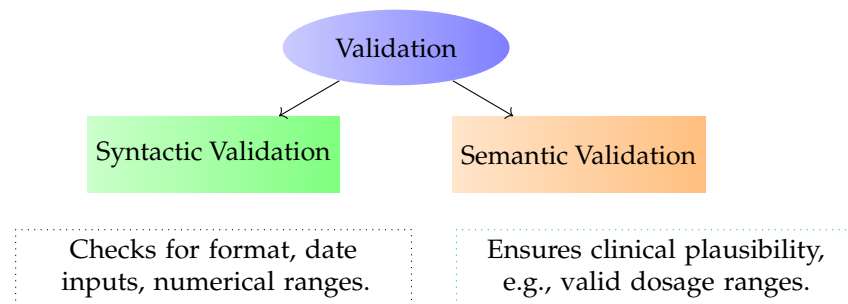 Validation
Syntactic Validation
Semantic Validation
Checks for format, date
inputs, numerical ranges.
Ensures clinical plausibility,
e.g., valid dosage ranges.